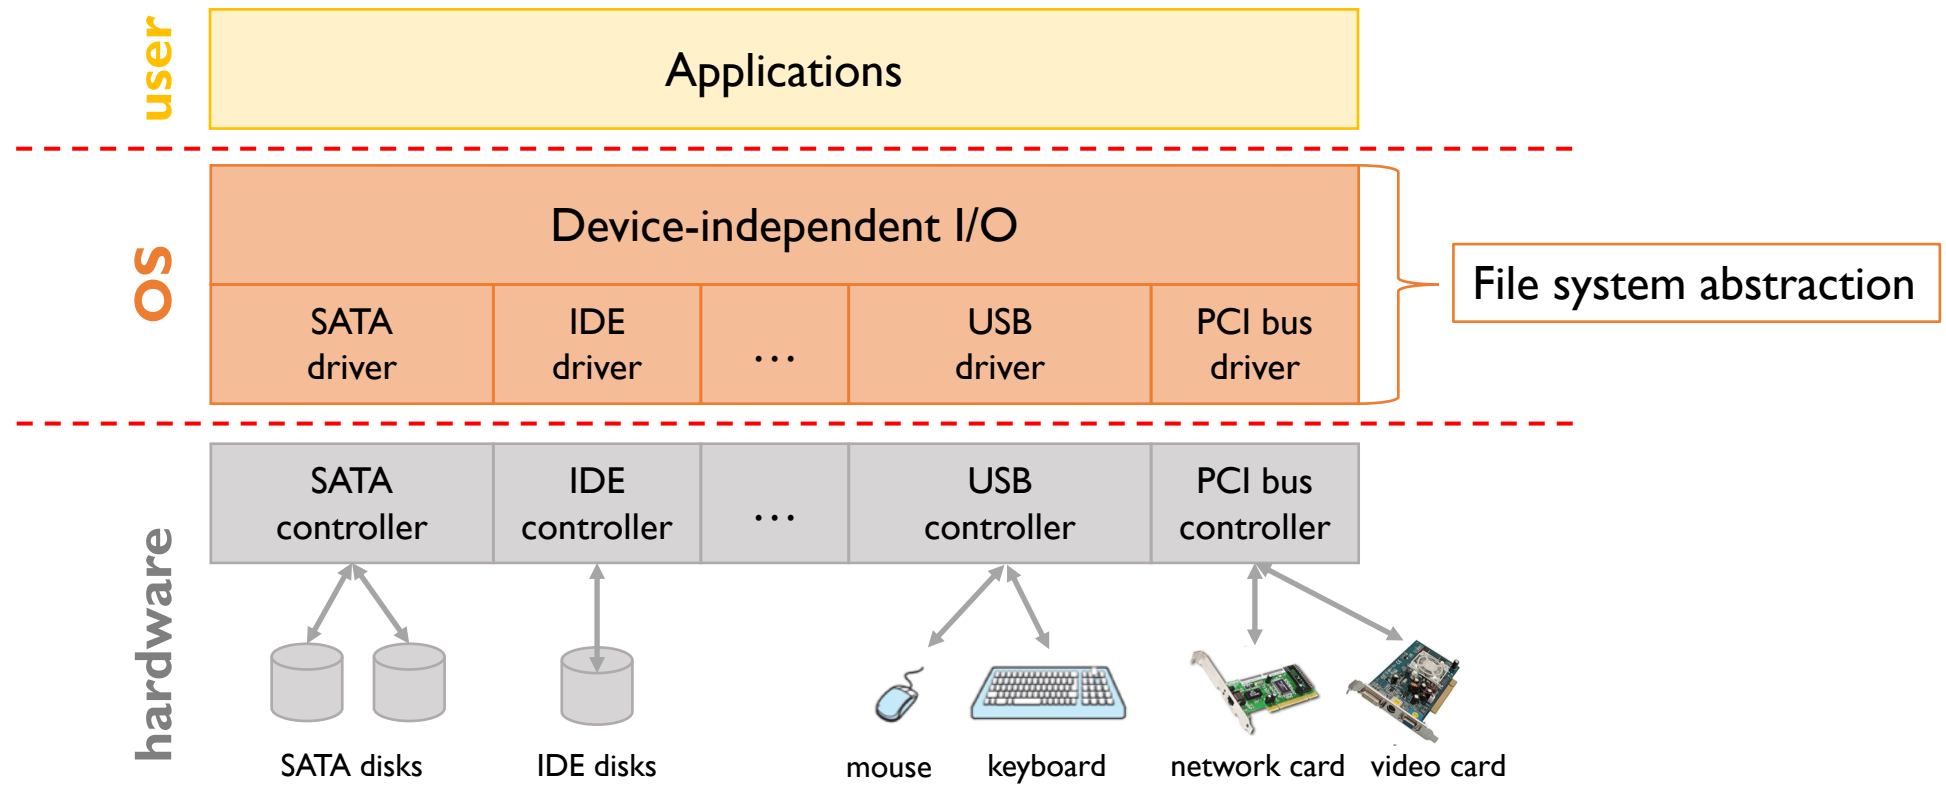 user
Applications
OS
Device-independent I/O
File system abstraction
SATA
driver
IDE
driver
...
USB
driver
PCI bus
driver
hardware
SATA
controller
IDE
controller
...
USB
controller
PCI bus
controller
SATA disks
IDE disks
mouse
keyboard
network card
video card